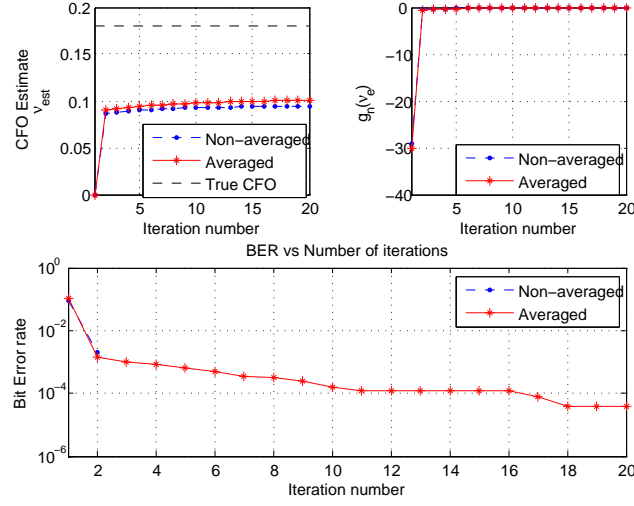 0.2
0.15
0.1
0.05
0
5
10
15
20
Iteration number
CFO Estimate
ν_est
Non−averaged
Averaged
True CFO
0
−10
−20
−30
−40
5
10
15
20
Iteration number
g_n(ν_e)
Non−averaged
Averaged
BER vs Number of iterations
10^0
10^−2
10^−4
10^−6
2
4
6
8
10
12
14
16
18
20
Iteration number
Bit Error rate
Non−averaged
Averaged